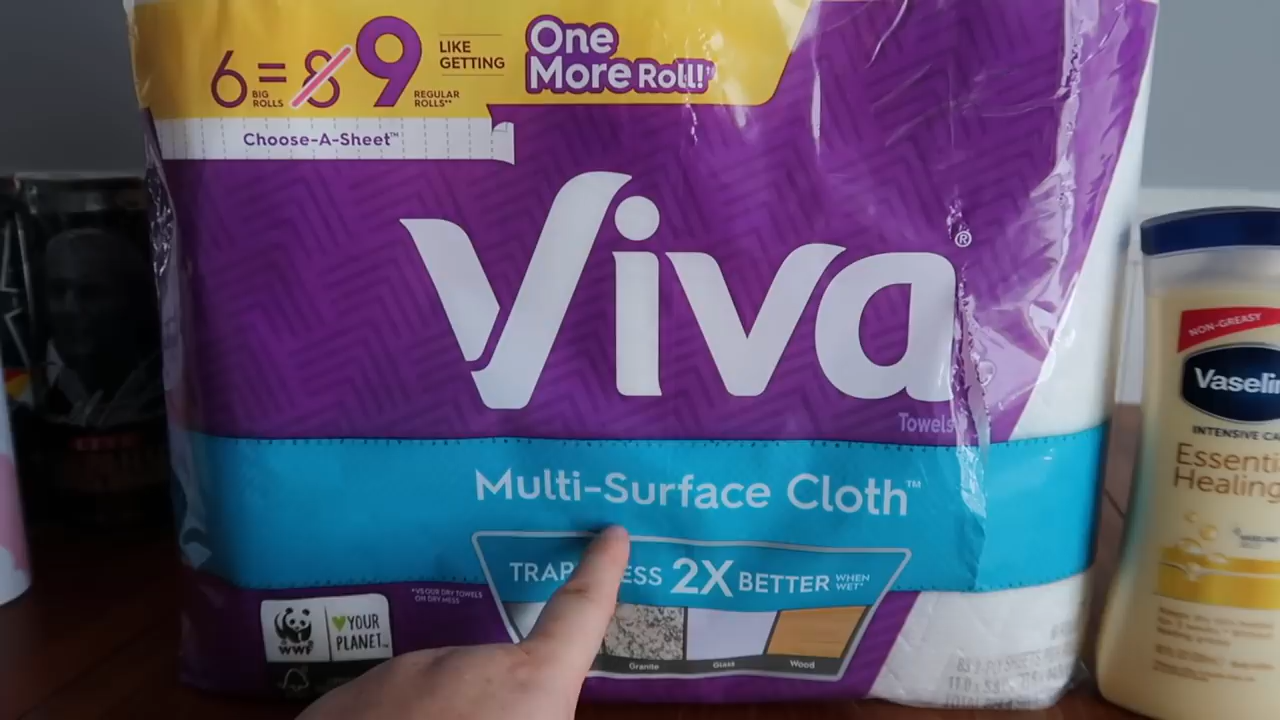 6 BIG ROLLS = 8 9 REGULAR ROLLS**
LIKE GETTING
One More Roll!†
Choose-A-Sheet™
Viva®
Towels
Multi-Surface Cloth™
2X BETTER WHEN WET*
*VS OUR DRY TOWELS
ON DRY MESS
WWF
♥YOUR
PLANET
Granite
Glass
Wood
NON-GREASY
Vaselin
INTENSIVE CA
Essenti
Healing